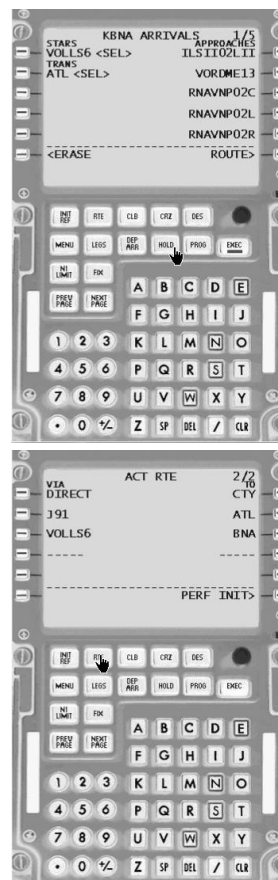 KBNA ARRIVALS 1/5
STARS APPROACHES
VOLLS6 <SEL> ILSII02LII
TRANS
ATL <SEL> VORDME13
RNAVNP02C
RNAVNP02L
RNAVNP02R
<ERASE ROUTE>
INIT REF RTE CLB CRZ DES
MENU LEGS DEP ARR HOLD PROG EXEC
N1 LIMIT FIX
PREV PAGE NEXT PAGE
A B C D E
F G H I J
1 2 3 K L M N O
4 5 6 P Q R S T
7 8 9 U V W X Y
. 0 +/- Z SP DEL / CLR
ACT RTE 2/2
VIA TO
DIRECT CTY
J91 ATL
VOLLS6 BNA
----- -----
-----
PERF INIT>
INIT REF RTE CLB CRZ DES
MENU LEGS DEP ARR HOLD PROG EXEC
N1 LIMIT FIX
PREV PAGE NEXT PAGE
A B C D E
F G H I J
1 2 3 K L M N O
4 5 6 P Q R S T
7 8 9 U V W X Y
. 0 +/- Z SP DEL / CLR